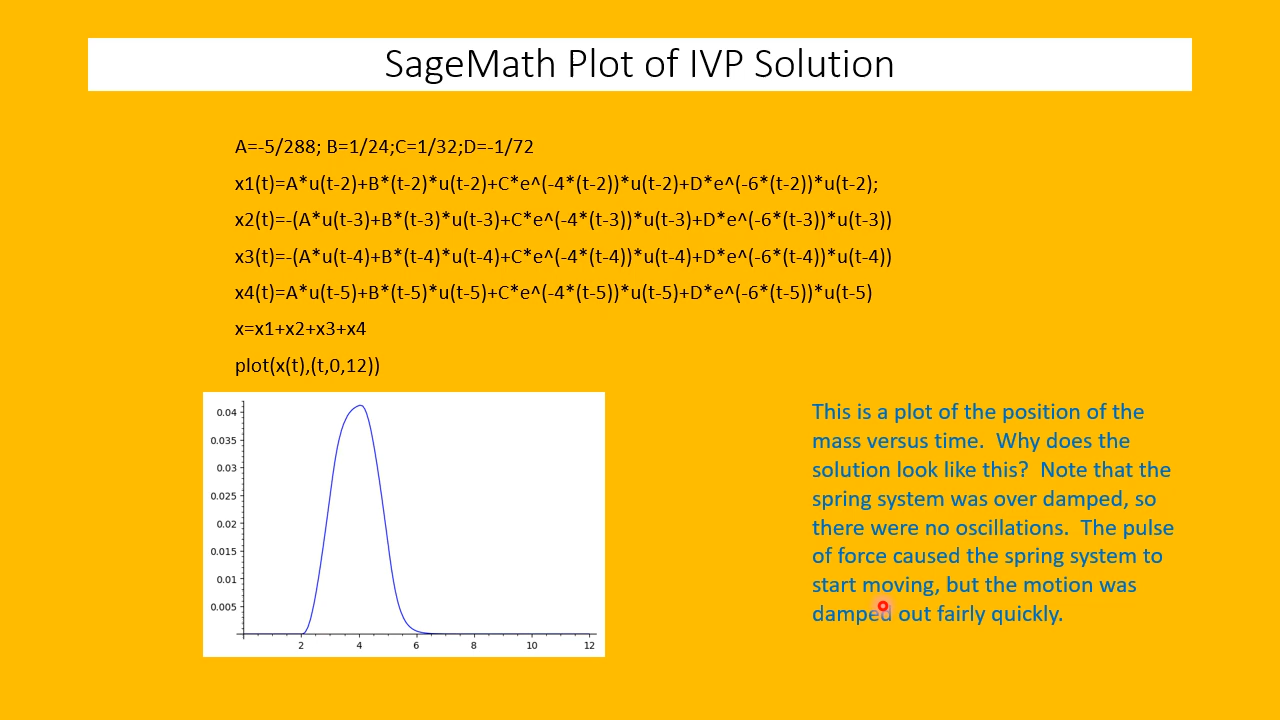 SageMath Plot of IVP Solution
A=-5/288; B=1/24;C=1/32;D=-1/72
x1(t)=A*u(t-2)+B*(t-2)*u(t-2)+C*e^(-4*(t-2))*u(t-2)+D*e^(-6*(t-2))*u(t-2);
x2(t)=-(A*u(t-3)+B*(t-3)*u(t-3)+C*e^(-4*(t-3))*u(t-3)+D*e^(-6*(t-3))*u(t-3))
x3(t)=-(A*u(t-4)+B*(t-4)*u(t-4)+C*e^(-4*(t-4))*u(t-4)+D*e^(-6*(t-4))*u(t-4))
x4(t)=A*u(t-5)+B*(t-5)*u(t-5)+C*e^(-4*(t-5))*u(t-5)+D*e^(-6*(t-5))*u(t-5)
x=x1+x2+x3+x4
plot(x(t),(t,0,12))
0.04
0.035
0.03
0.025
0.02
0.015
0.01
0.005
2 4 6 8 10 12
This is a plot of the position of the
mass versus time. Why does the
solution look like this? Note that the
spring system was over damped, so
there were no oscillations. The pulse
of force caused the spring system to
start moving, but the motion was
damped out fairly quickly.